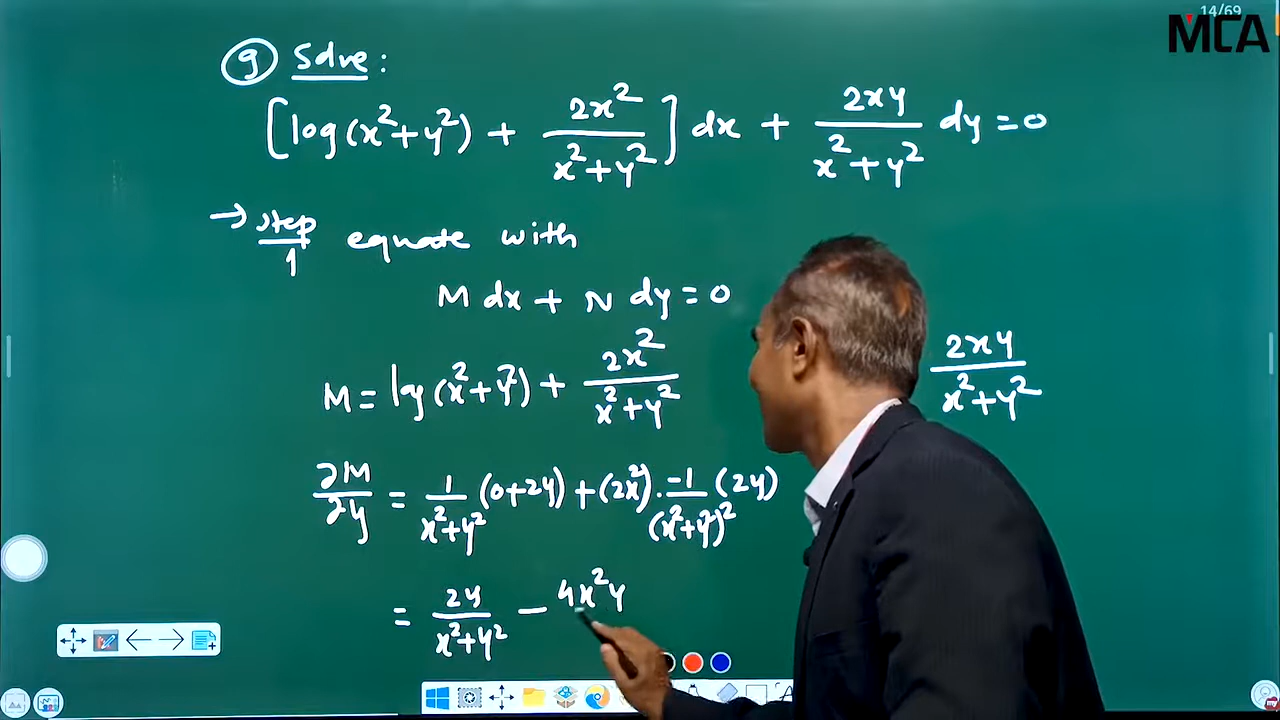 14/69
MCA
9 Solve :
[log(x²+y²) + 2x²/(x²+y²)] dx + 2xy/(x²+y²) dy = 0
→ step 1 equate with
M dx + N dy = 0
M = log(x²+y²) + 2x²/(x²+y²) 2xy/(x²+y²)
∂M/∂y = 1/(x²+y²) (0+2y) + (2x²) · -1/(x²+y²)² (2y)
= 2y/(x²+y²) - 4x²y